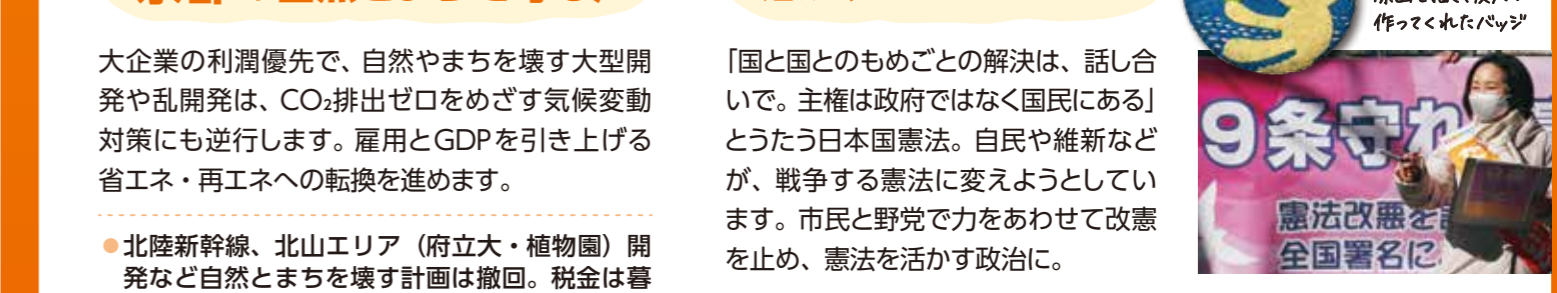 大企業の利潤優先で、自然やまちを壊す大型開
発や乱開発は、CO₂排出ゼロをめざす気候変動
対策にも逆行します。雇用とGDPを引き上げる
省エネ・再エネへの転換を進めます。
●北陸新幹線、北山エリア（府立大・植物園）開
発など自然とまちを壊す計画は撤回。税金は暮
「国と国とのもめごとの解決は、話し合
いで。主権は政府ではなく国民にある」
とうたう日本国憲法。自民や維新など
が、戦争する憲法に変えようとしてい
ます。市民と野党で力をあわせて改憲
を止め、憲法を活かす政治に。
作ってくれたバッジ
9条守れ
憲法改悪を
全国署名に